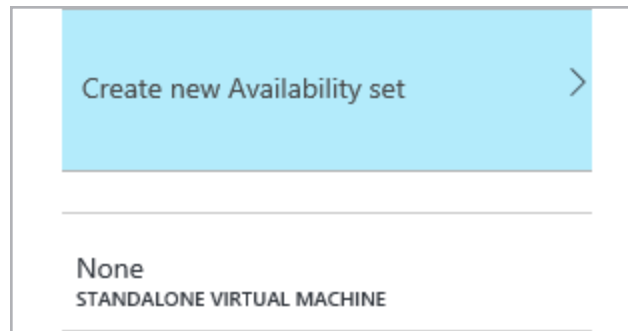 Create new Availability set
None
STANDALONE VIRTUAL MACHINE